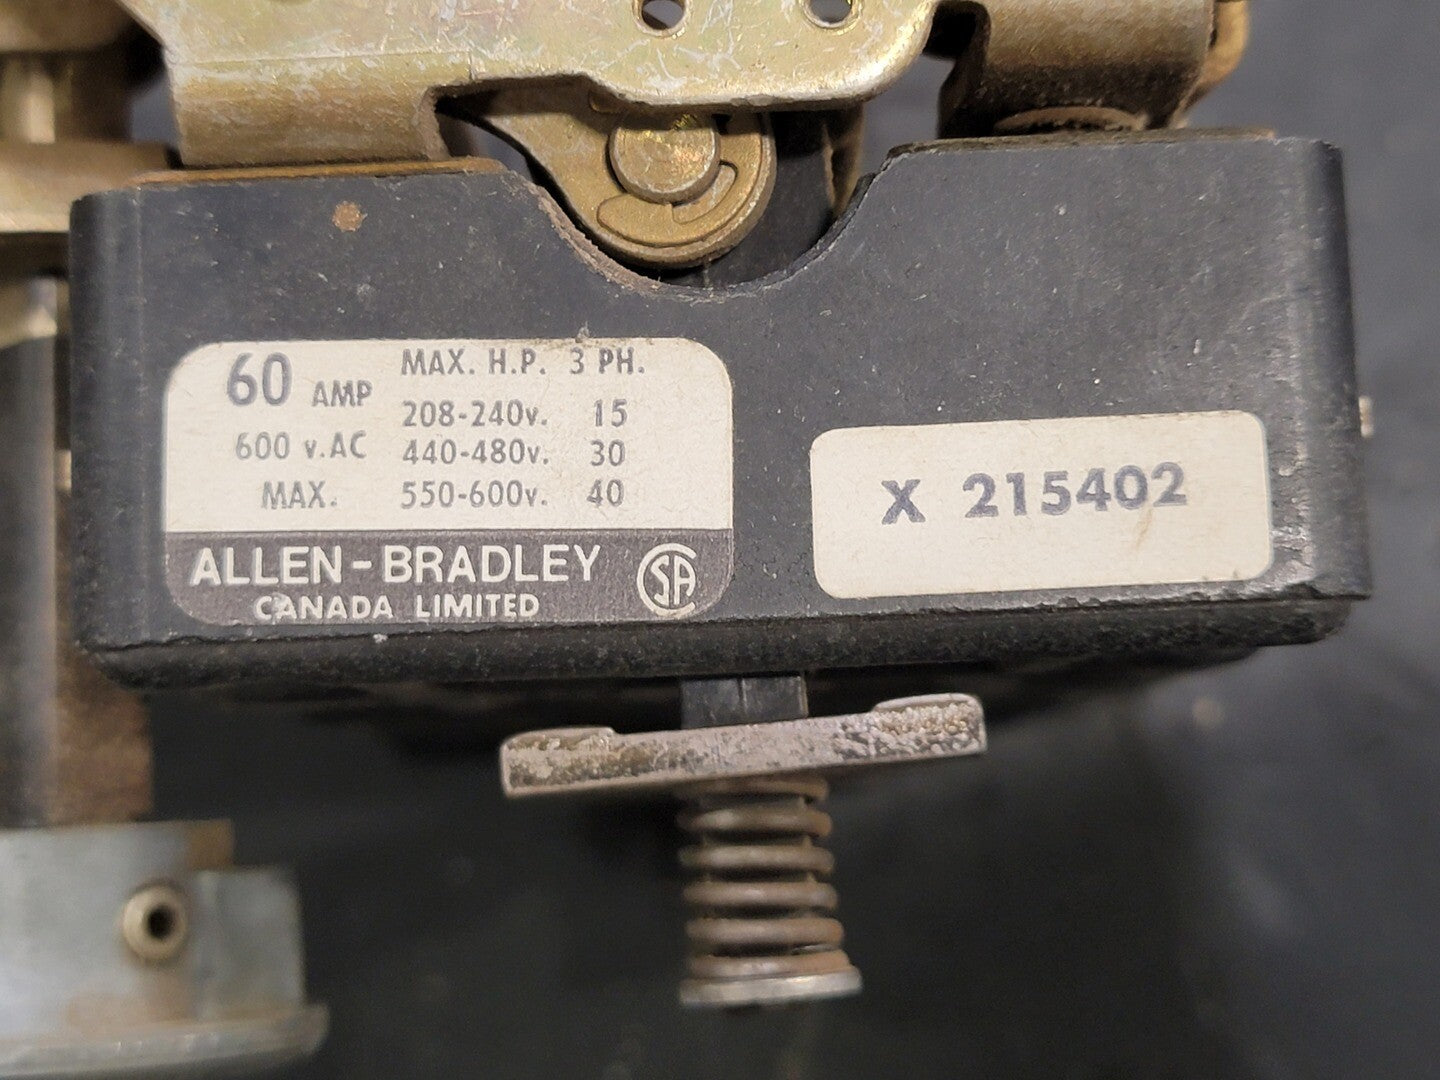 60 AMP
600 v.AC
MAX.
MAX. H.P. 3 PH.
208-240v. 15
440-480v. 30
550-600v. 40
ALLEN-BRADLEY
CANADA LIMITED
CSA
X 215402